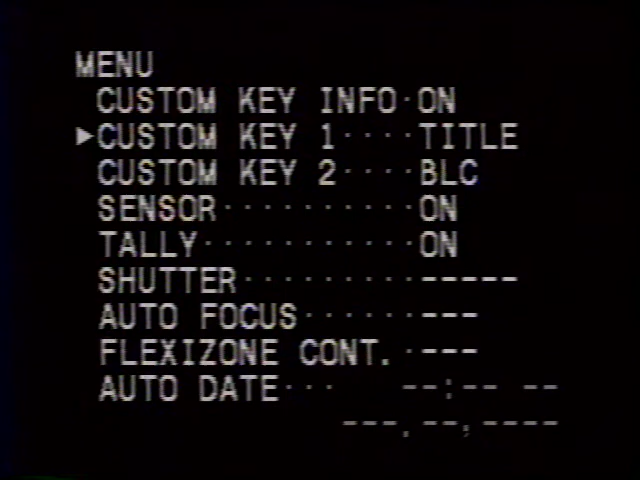 MENU
CUSTOM KEY INFO·ON
▶CUSTOM KEY 1····TITLE
CUSTOM KEY 2····BLC
SENSOR··········ON
TALLY···········ON
SHUTTER·········-----
AUTO FOCUS······---
FLEXIZONE CONT.·---
AUTO DATE··· --:-- --
---.--,----